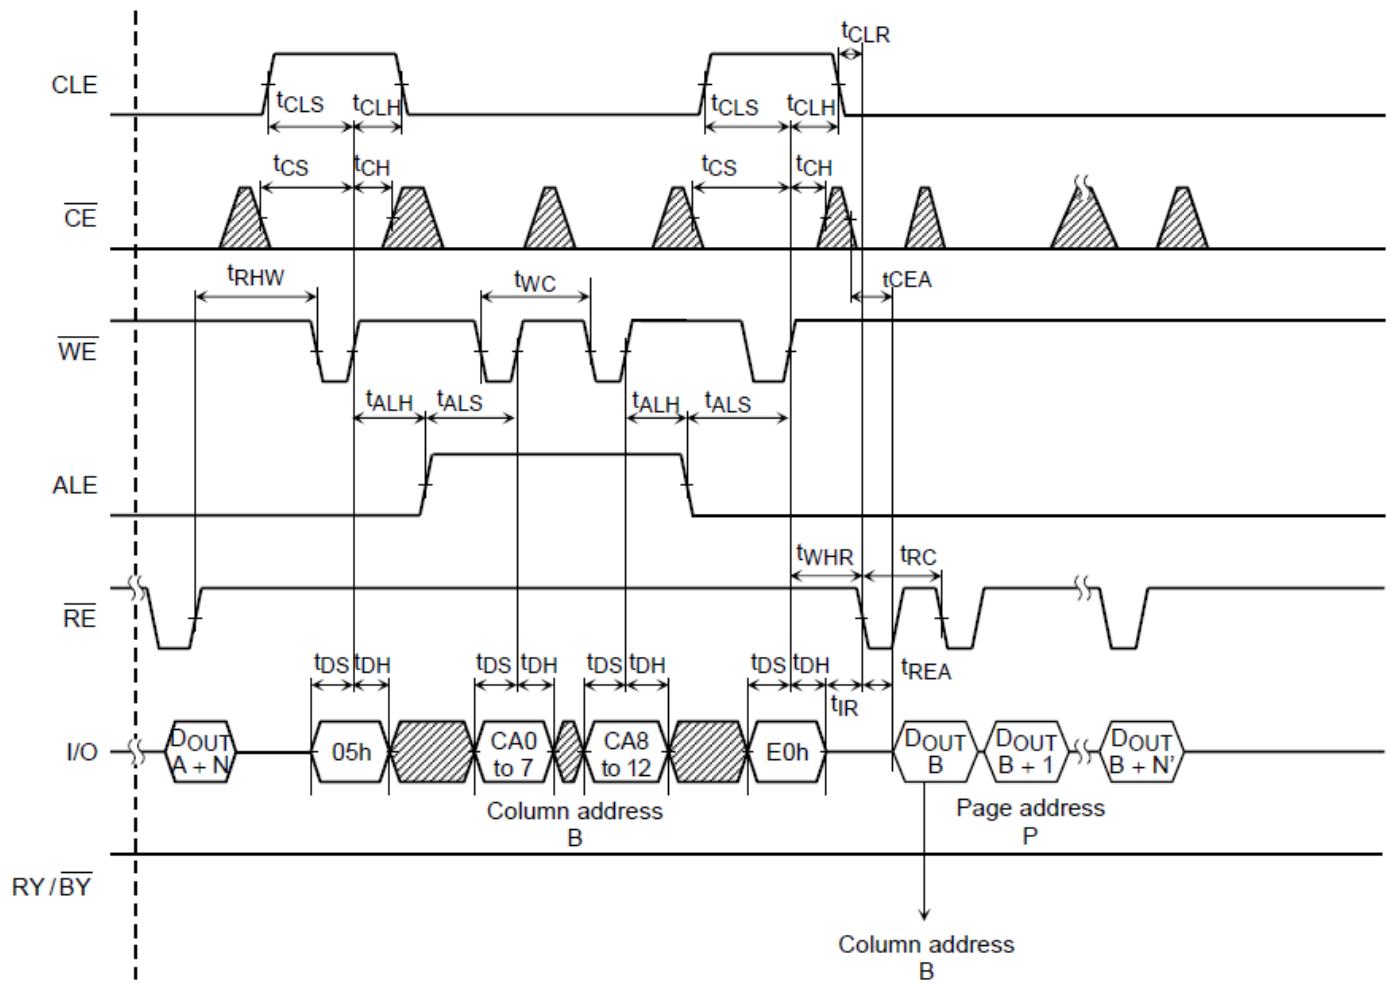 tCLR
CLE
tCLS tCLH tCLS tCLH
tCS tCH tCS tCH
CE
tRHW tWC tCEA
WE
tALH tALS tALH tALS
ALE
tWHR tRC
RE
tDS tDH tDS tDH tDS tDH tDS tDH tREA
tIR
I/O
DOUT
A + N
05h
CA0
to 7
CA8
to 12
E0h
DOUT
B
DOUT
B + 1
DOUT
B + N'
Column address
B
Page address
P
RY / BY
Column address
B